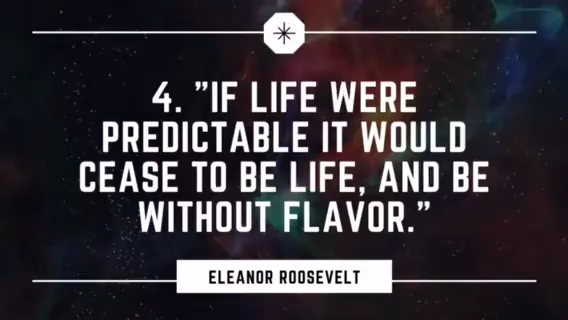 4. "IF LIFE WERE
PREDICTABLE IT WOULD
CEASE TO BE LIFE, AND BE
WITHOUT FLAVOR."
ELEANOR ROOSEVELT